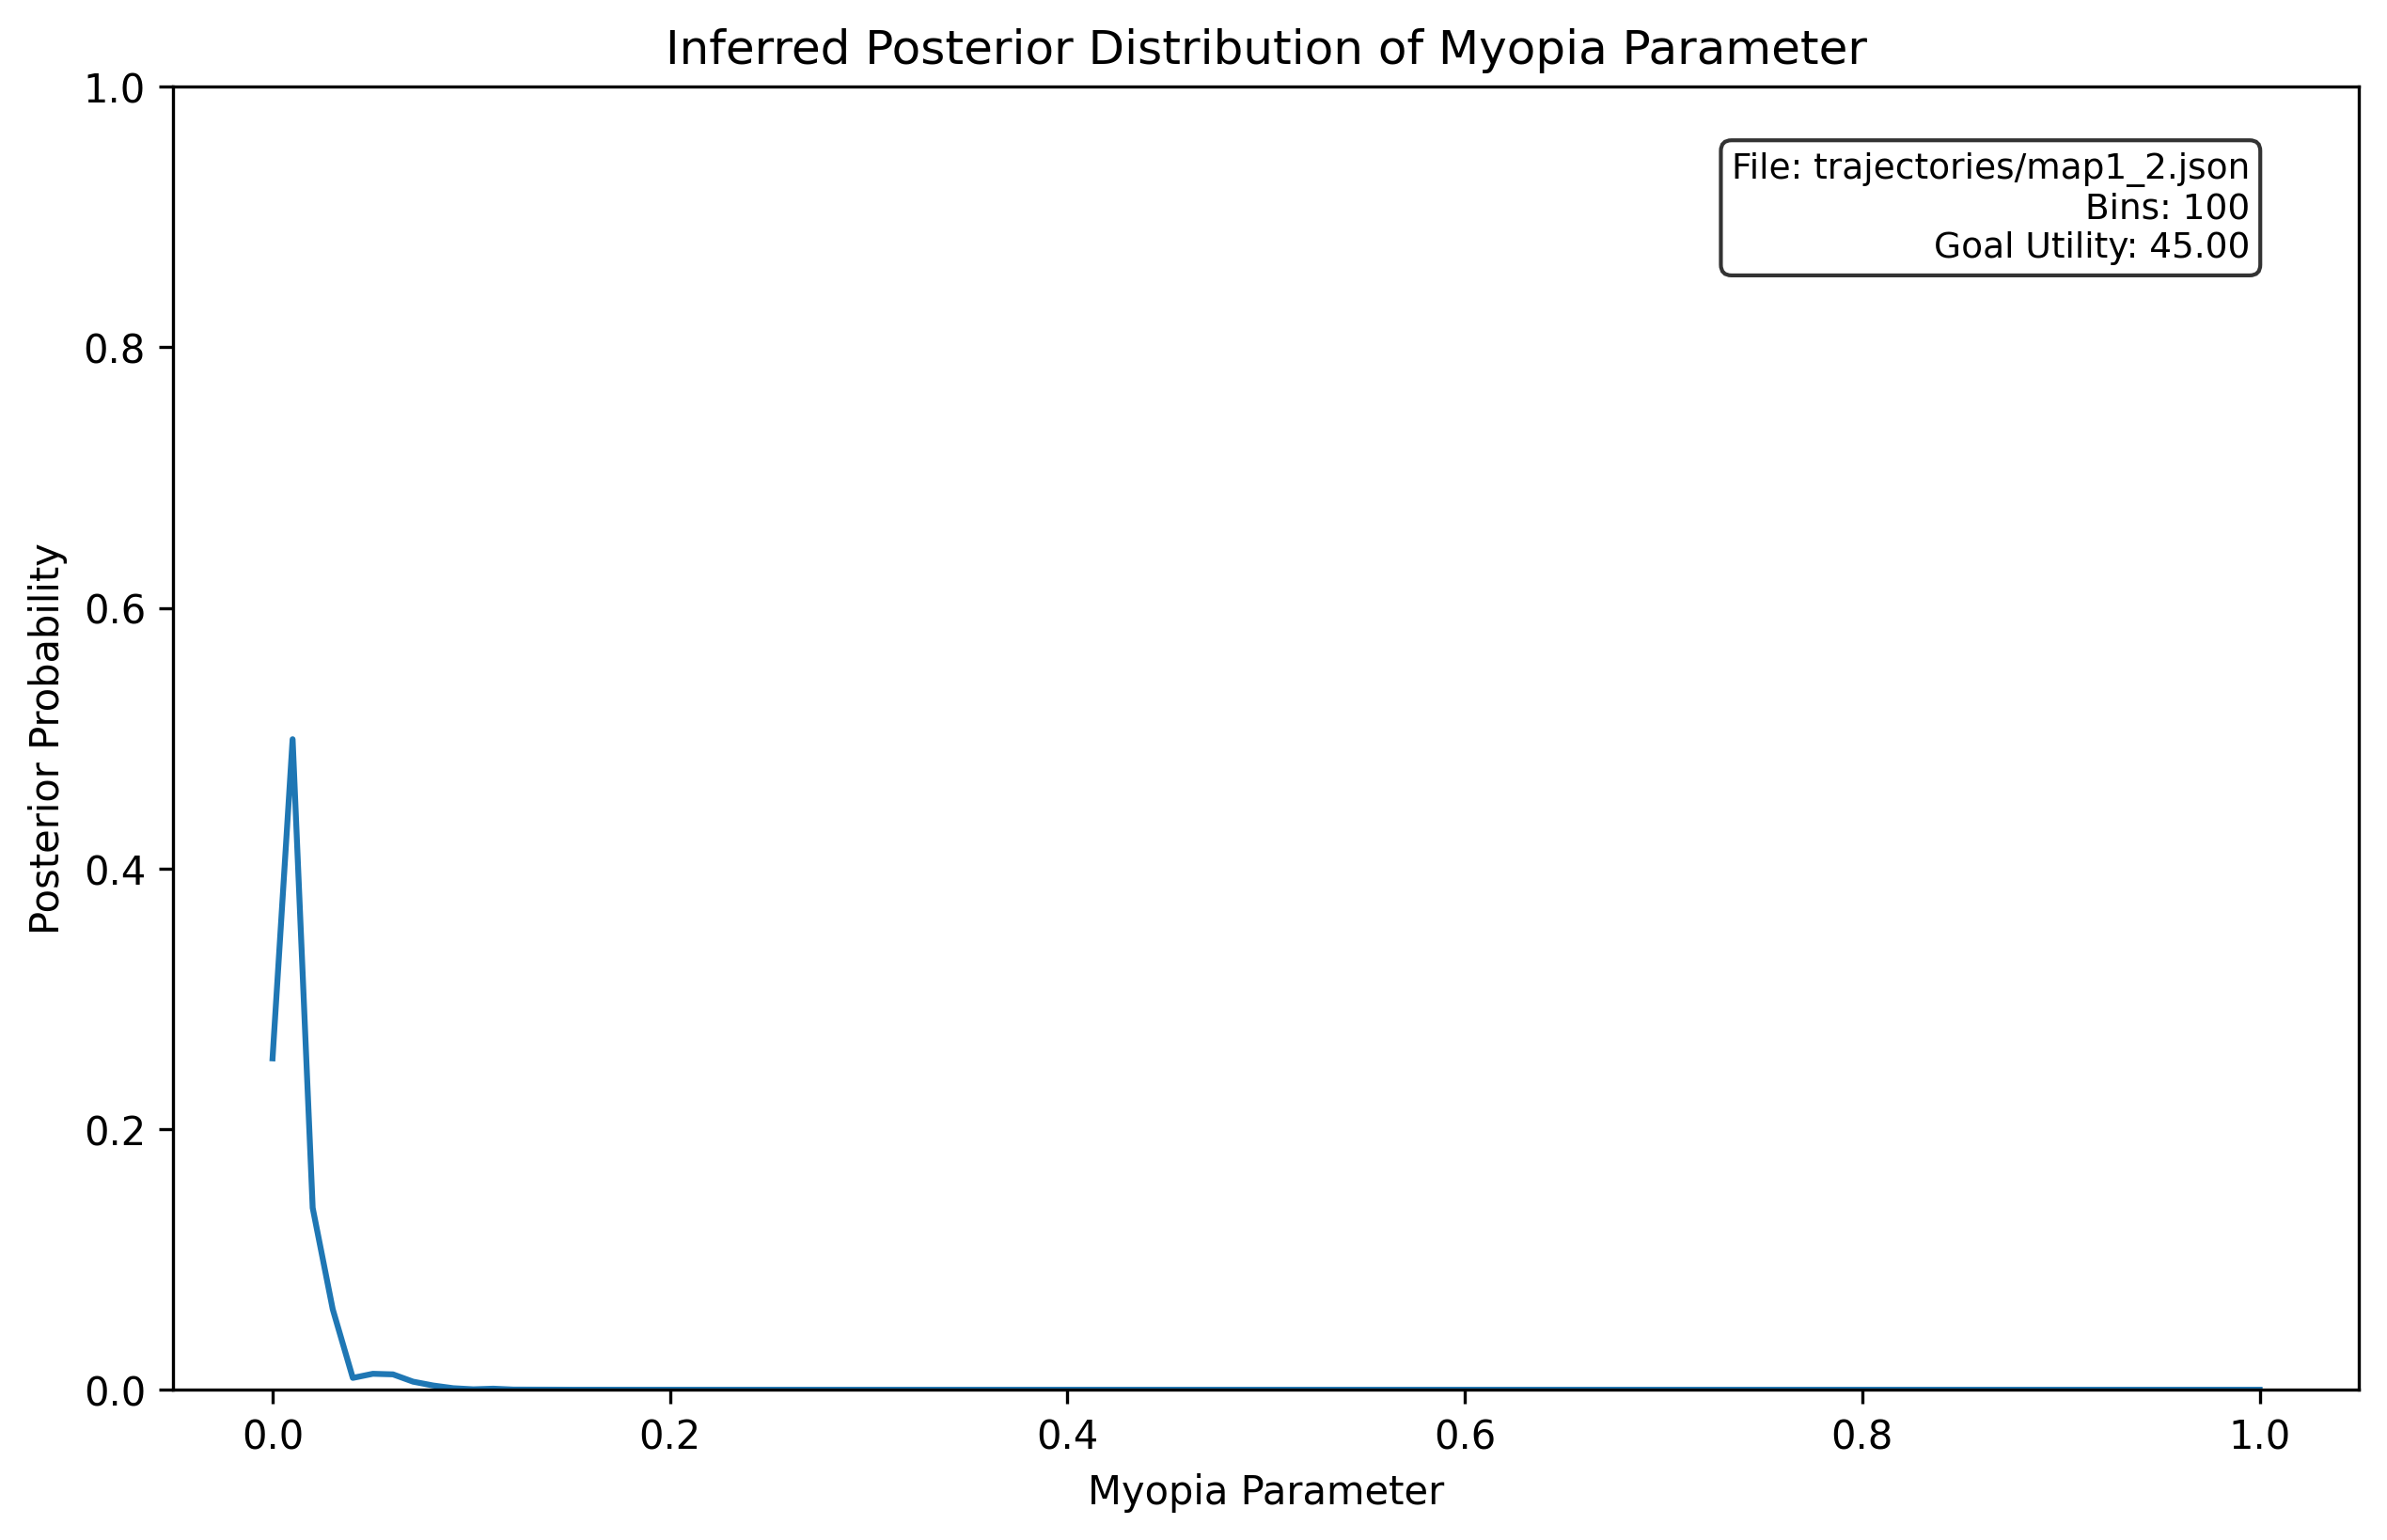 Inferred Posterior Distribution of Myopia Parameter
File: trajectories/map1_2.json
Bins: 100
Goal Utility: 45.00
Posterior Probability
1.0
0.8
0.6
0.4
0.2
0.0
0.0 0.2 0.4 0.6 0.8 1.0
Myopia Parameter